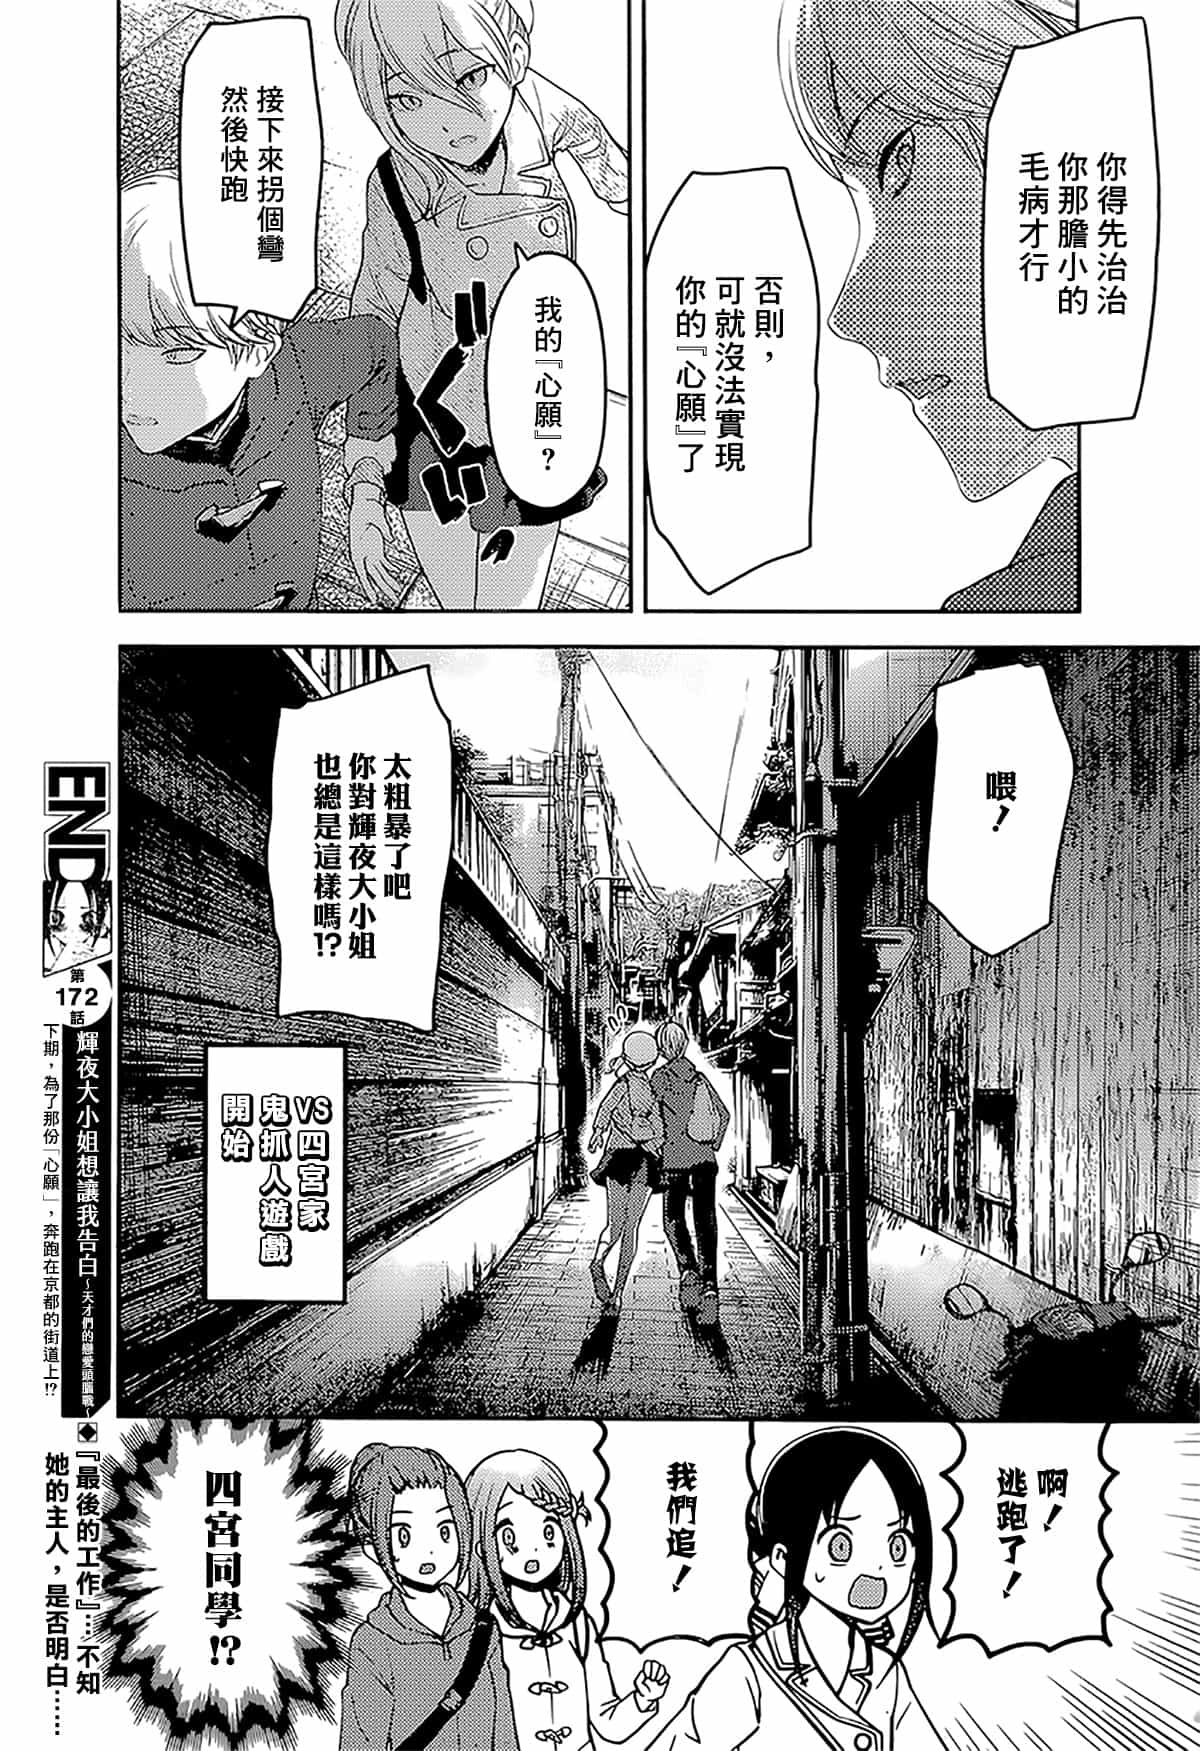 你得先治治
你那膽小的
毛病才行
否則，
可就沒法實現
你的『心願』了
我的『心願』?
接下來拐個彎
然後快跑
喂！
太粗暴了吧
你對輝夜大小姐
也總是這樣嗎!?
VS四宮家
鬼抓人遊戲
開始
啊！
逃跑了！
我們追！
四宮同學!?
END
第
172
話
輝夜大小姐想讓我告白~天才們的戀愛頭腦戰~
下期，為了那份「心願」，奔跑在京都的街道上!?
『最後的工作』…不知
她的主人，是否明白……